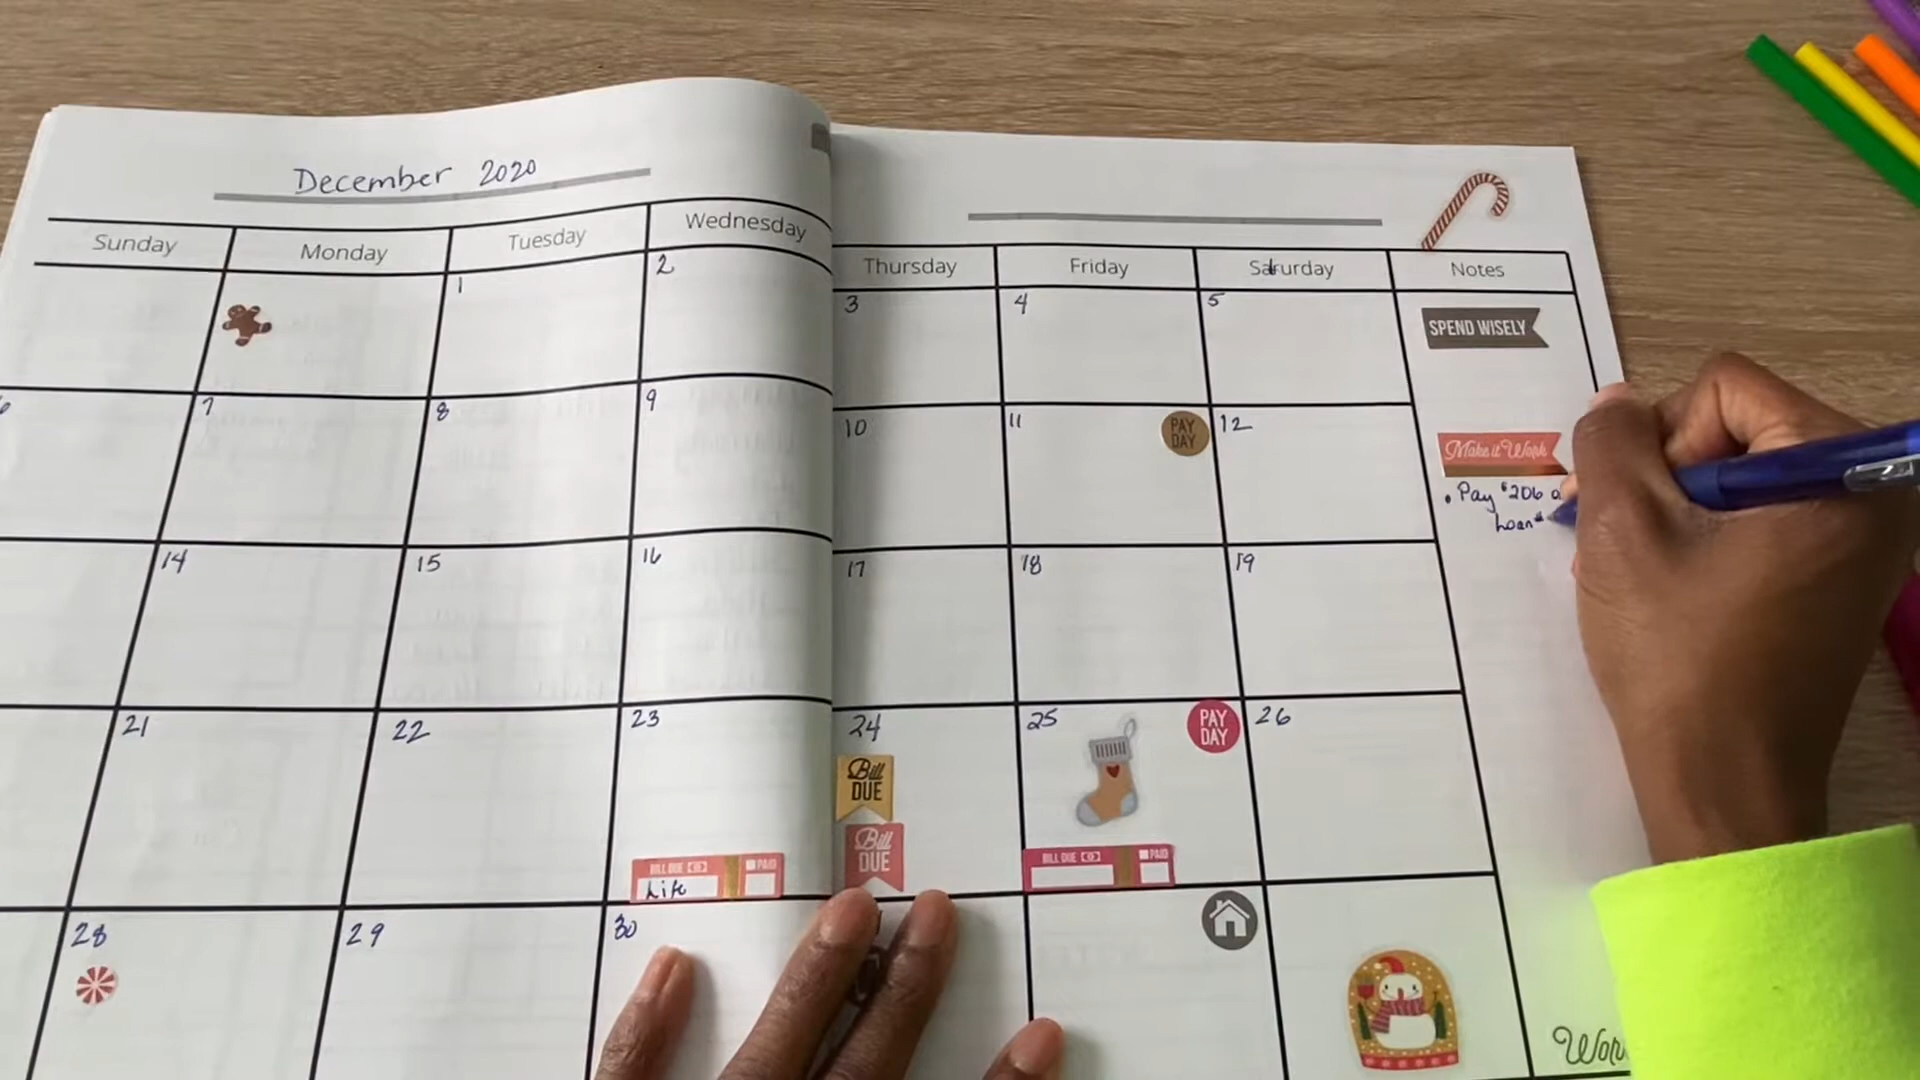 December 2020
Sunday Monday Tuesday Wednesday Thursday Friday Saturday Notes
1 2 3 4 5
SPEND WISELY
7 8 9 10 11 12
PAY
DAY
Make it Work
• Pay $206
Loan
14 15 16 17 18 19
21 22 23 24 25 26
PAY
DAY
Bill
DUE
Bill
DUE
BILL DUE PAID
Life
BILL DUE PAID
28 29 30